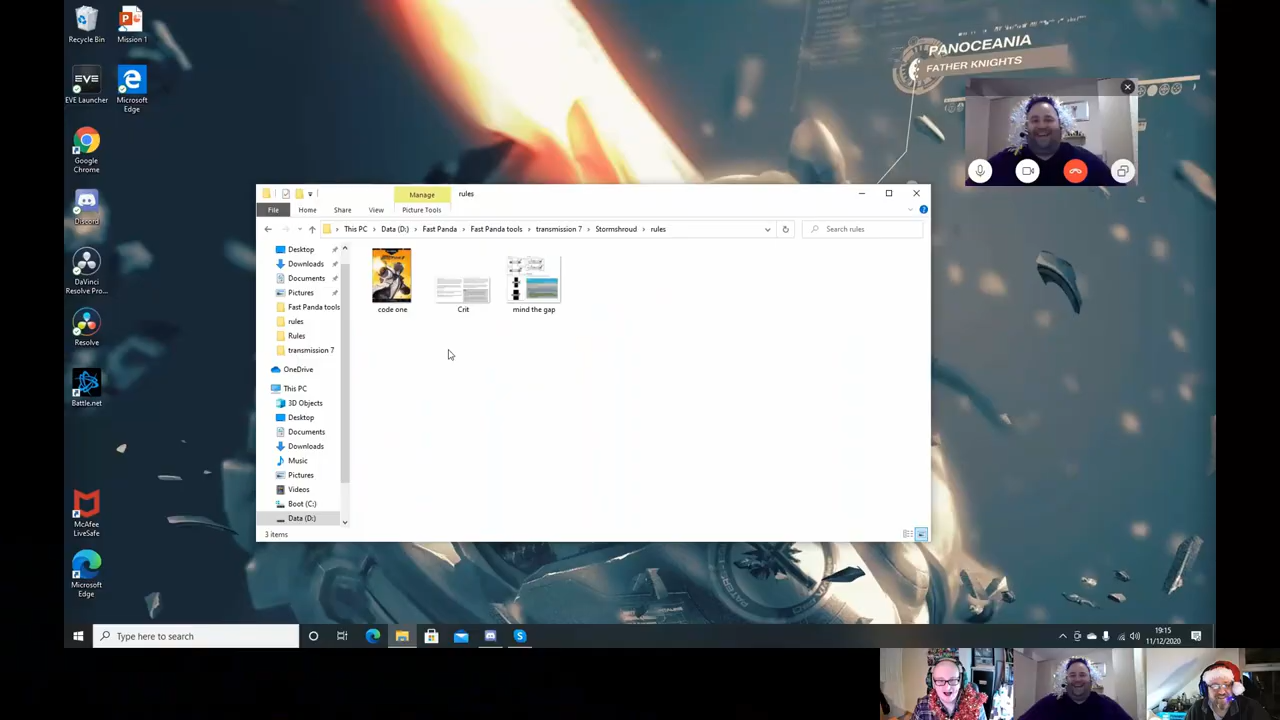 Recycle Bin
Mission 1
EVE Launcher
Microsoft
Edge
Google
Chrome
Discord
DaVinci
Resolve Pro...
Resolve
Battle.net
McAfee
LiveSafe
Microsoft
Edge
PANOCEANIA
FATHER KNIGHTS
Manage
rules
File
Home
Share
View
Picture Tools
This PC
Data (D:)
Fast Panda
Fast Panda tools
transmission 7
Stormshroud
rules
Search rules
Desktop
Downloads
Documents
Pictures
Fast Panda tools
rules
Rules
transmission 7
OneDrive
This PC
3D Objects
Desktop
Documents
Downloads
Music
Pictures
Videos
Boot (C:)
Data (D:)
code one
Crit
mind the gap
3 items
Type here to search
19:15
11/12/2020